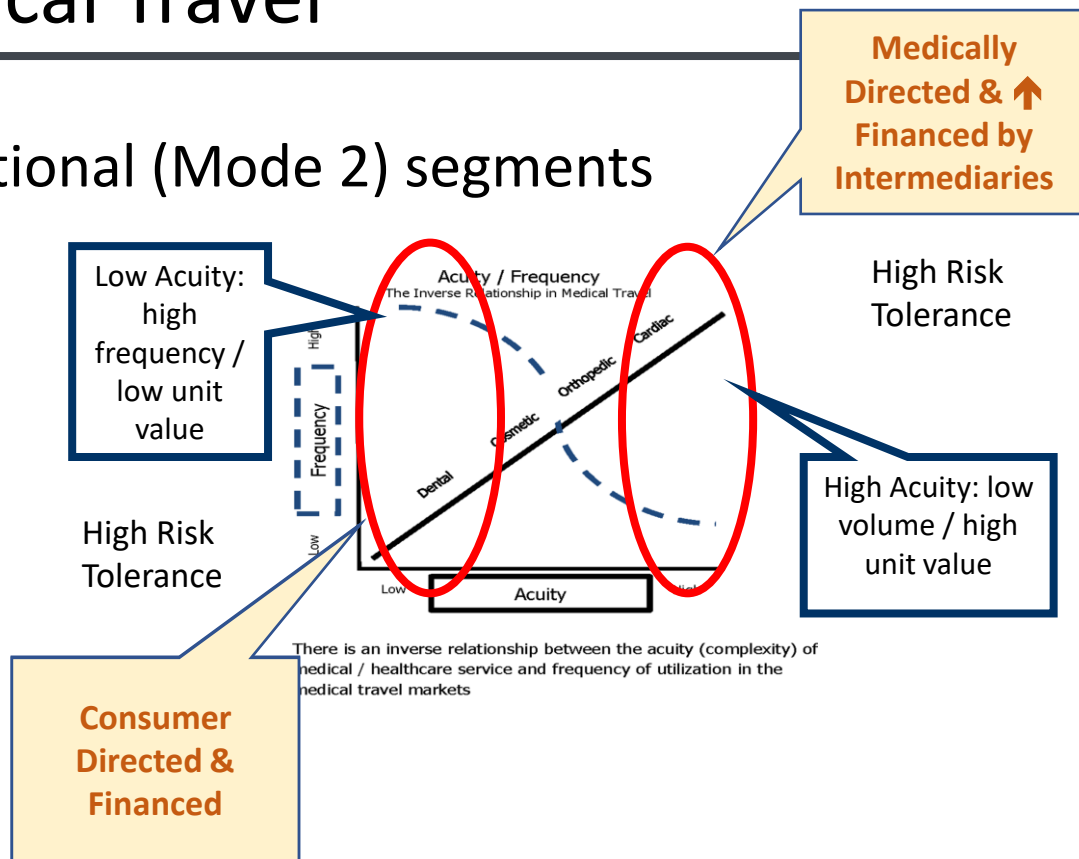 cal Travel
Medically
Directed & ↑
Financed by
Intermediaries
tional (Mode 2) segments
Low Acuity:
high
frequency /
low unit
value
Acuity / Frequency
The Inverse Relationship in Medical Travel
High Risk
Tolerance
High
Frequency
Low
Cardiac
Orthopedic
Cosmetic
Dental
High Acuity: low
volume / high
unit value
High Risk
Tolerance
Low
Acuity
High
There is an inverse relationship between the acuity (complexity) of
medical / healthcare service and frequency of utilization in the
medical travel markets
Consumer
Directed &
Financed